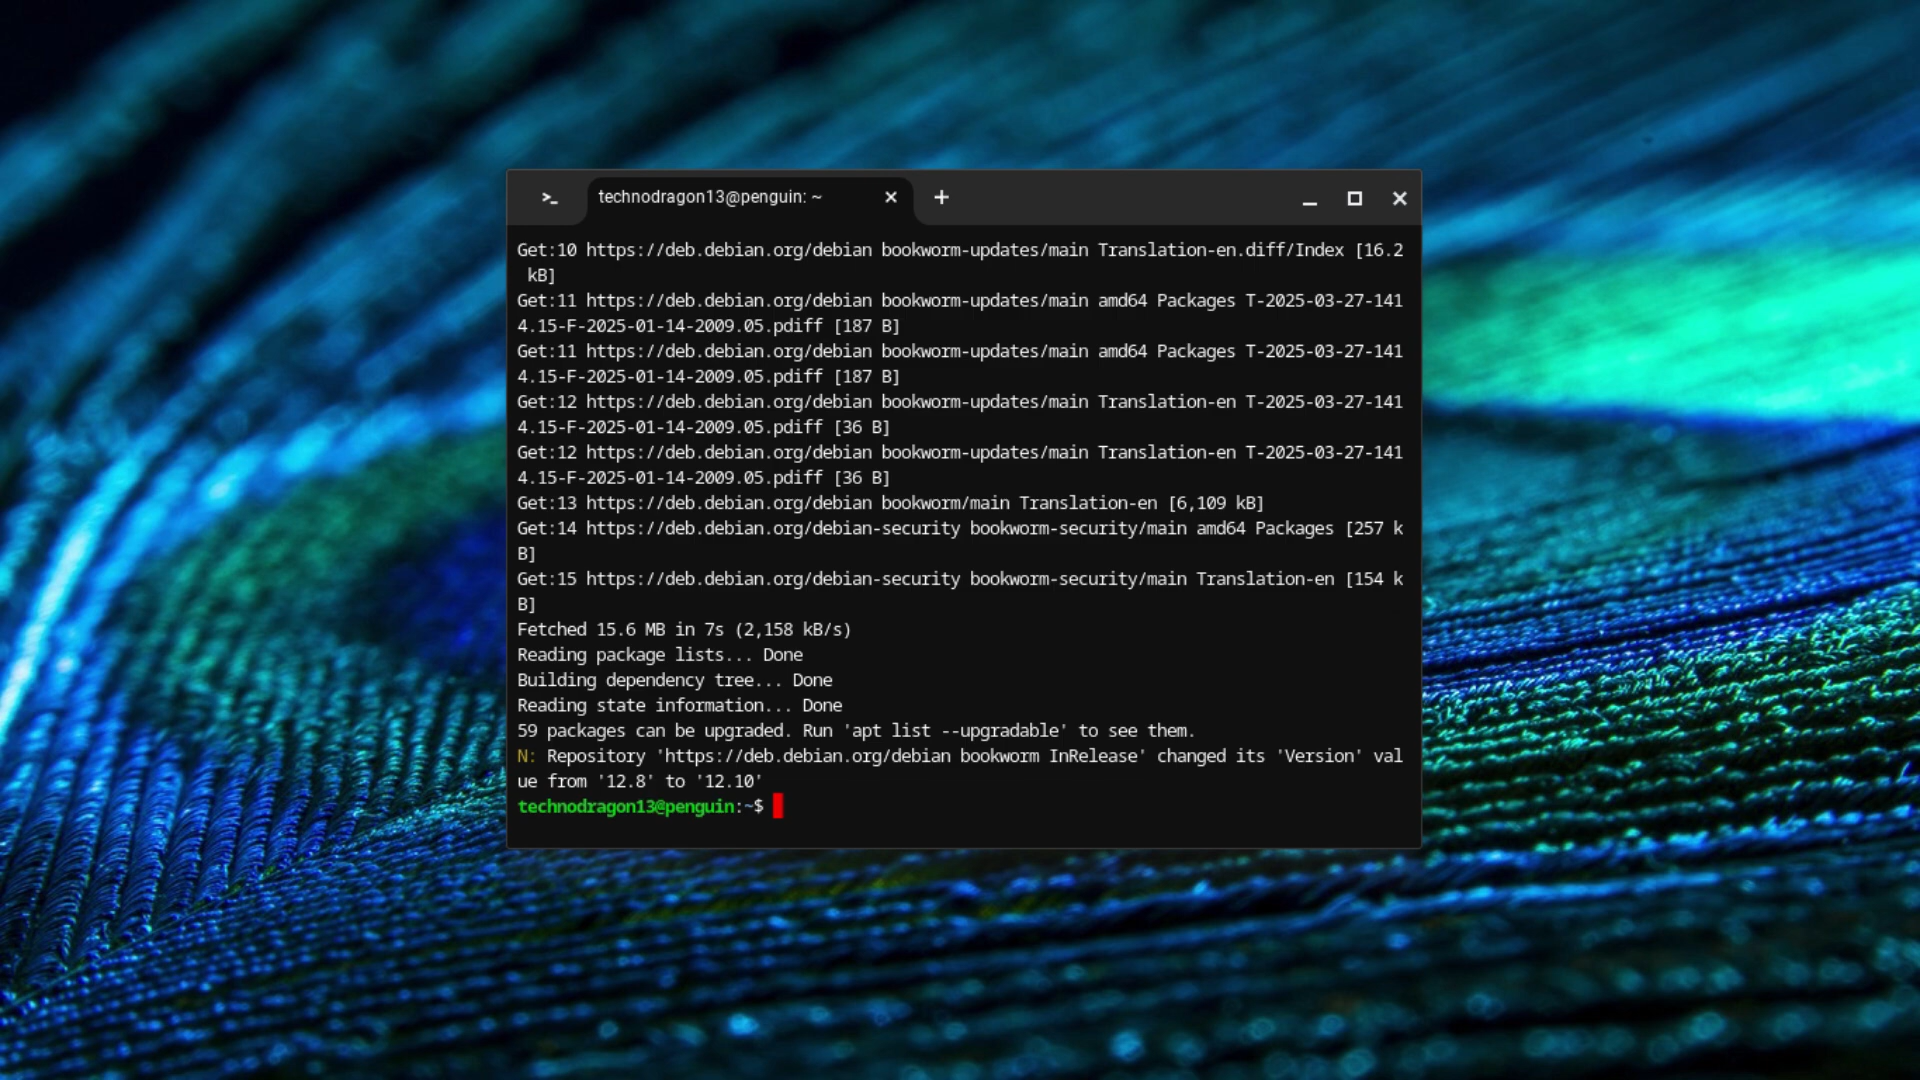 >_ technodragon13@penguin: ~
Get:10 https://deb.debian.org/debian bookworm-updates/main Translation-en.diff/Index [16.2
 kB]
Get:11 https://deb.debian.org/debian bookworm-updates/main amd64 Packages T-2025-03-27-141
4.15-F-2025-01-14-2009.05.pdiff [187 B]
Get:11 https://deb.debian.org/debian bookworm-updates/main amd64 Packages T-2025-03-27-141
4.15-F-2025-01-14-2009.05.pdiff [187 B]
Get:12 https://deb.debian.org/debian bookworm-updates/main Translation-en T-2025-03-27-141
4.15-F-2025-01-14-2009.05.pdiff [36 B]
Get:12 https://deb.debian.org/debian bookworm-updates/main Translation-en T-2025-03-27-141
4.15-F-2025-01-14-2009.05.pdiff [36 B]
Get:13 https://deb.debian.org/debian bookworm/main Translation-en [6,109 kB]
Get:14 https://deb.debian.org/debian-security bookworm-security/main amd64 Packages [257 k
B]
Get:15 https://deb.debian.org/debian-security bookworm-security/main Translation-en [154 k
B]
Fetched 15.6 MB in 7s (2,158 kB/s)
Reading package lists... Done
Building dependency tree... Done
Reading state information... Done
59 packages can be upgraded. Run 'apt list --upgradable' to see them.
N: Repository 'https://deb.debian.org/debian bookworm InRelease' changed its 'Version' val
ue from '12.8' to '12.10'
technodragon13@penguin:~$